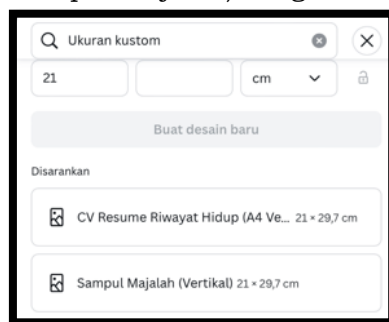 Ukuran kustom
21 cm
Buat desain baru
Disarankan
CV Resume Riwayat Hidup (A4 Ve... 21 × 29,7 cm
Sampul Majalah (Vertikal) 21 × 29,7 cm